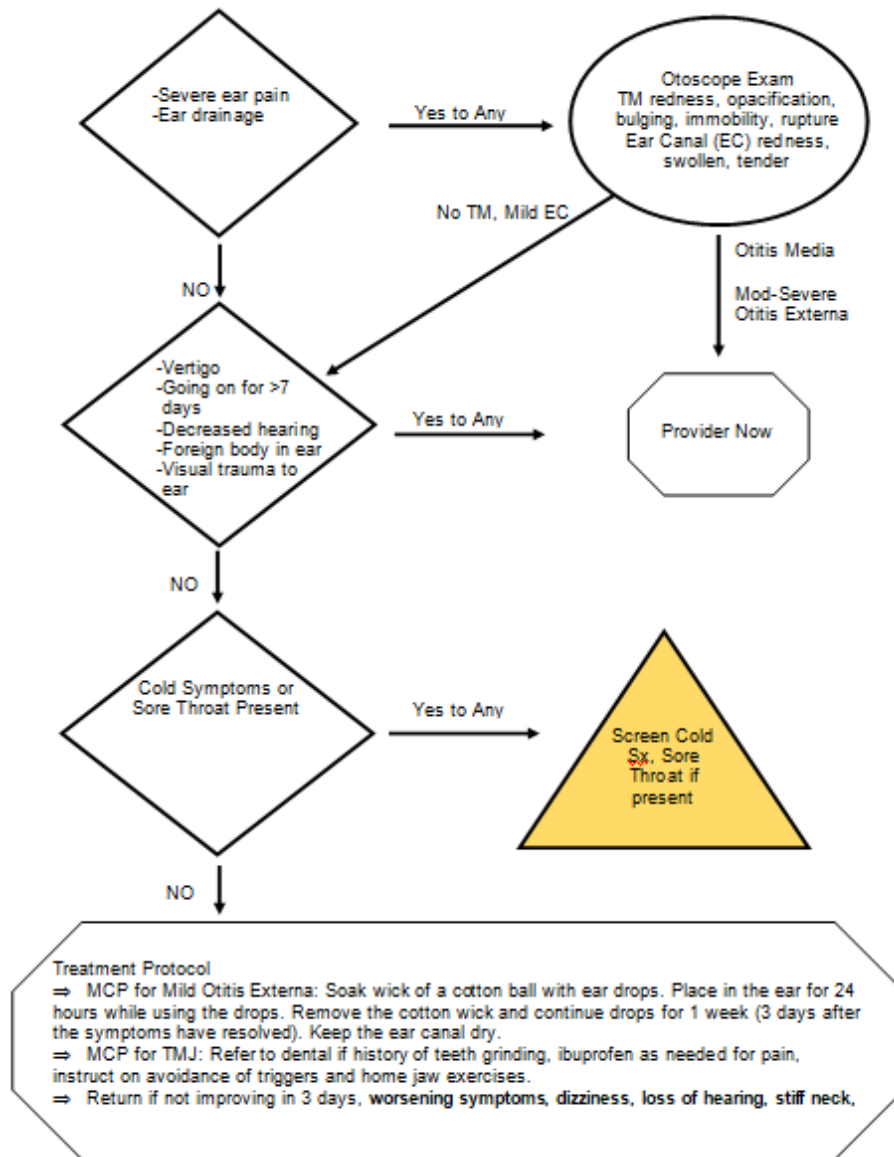 -Severe ear pain
-Ear drainage
Yes to Any
Otoscope Exam
TM redness, opacification,
bulging, immobility, rupture
Ear Canal (EC) redness,
swollen, tender
No TM, Mild EC
NO
Otitis Media
Mod-Severe
Otitis Externa
-Vertigo
-Going on for >7
days
-Decreased hearing
-Foreign body in ear
-Visual trauma to
ear
Yes to Any
Provider Now
NO
Cold Symptoms or
Sore Throat Present
Yes to Any
Screen Cold
Sx, Sore
Throat if
present
NO
Treatment Protocol
⇒ MCP for Mild Otitis Externa: Soak wick of a cotton ball with ear drops. Place in the ear for 24
hours while using the drops. Remove the cotton wick and continue drops for 1 week (3 days after
the symptoms have resolved). Keep the ear canal dry.
⇒ MCP for TMJ: Refer to dental if history of teeth grinding, ibuprofen as needed for pain,
instruct on avoidance of triggers and home jaw exercises.
⇒ Return if not improving in 3 days, worsening symptoms, dizziness, loss of hearing, stiff neck,